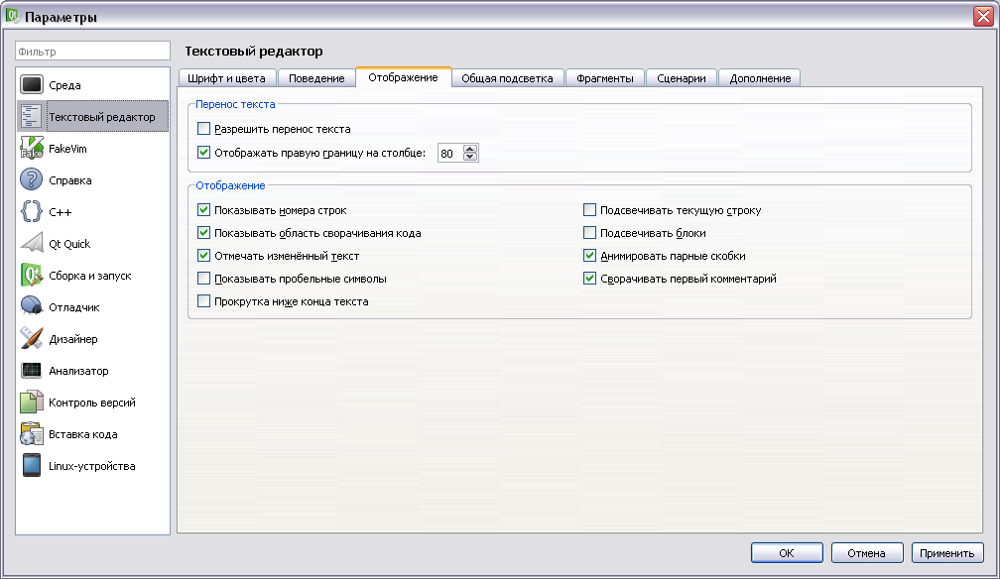 Параметры
Фильтр
Среда
Текстовый редактор
FakeVim
Справка
C++
Qt Quick
Сборка и запуск
Отладчик
Дизайнер
Анализатор
Контроль версий
Вставка кода
Linux-устройства
Текстовый редактор
Шрифт и цвета Поведение Отображение Общая подсветка Фрагменты Сценарии Дополнение
Перенос текста
Разрешить перенос текста
Отображать правую границу на столбце: 80
Отображение
Показывать номера строк
Показывать область сворачивания кода
Отмечать изменённый текст
Показывать пробельные символы
Прокрутка ниже конца текста
Подсвечивать текущую строку
Подсвечивать блоки
Анимировать парные скобки
Сворачивать первый комментарий
OK Отмена Применить